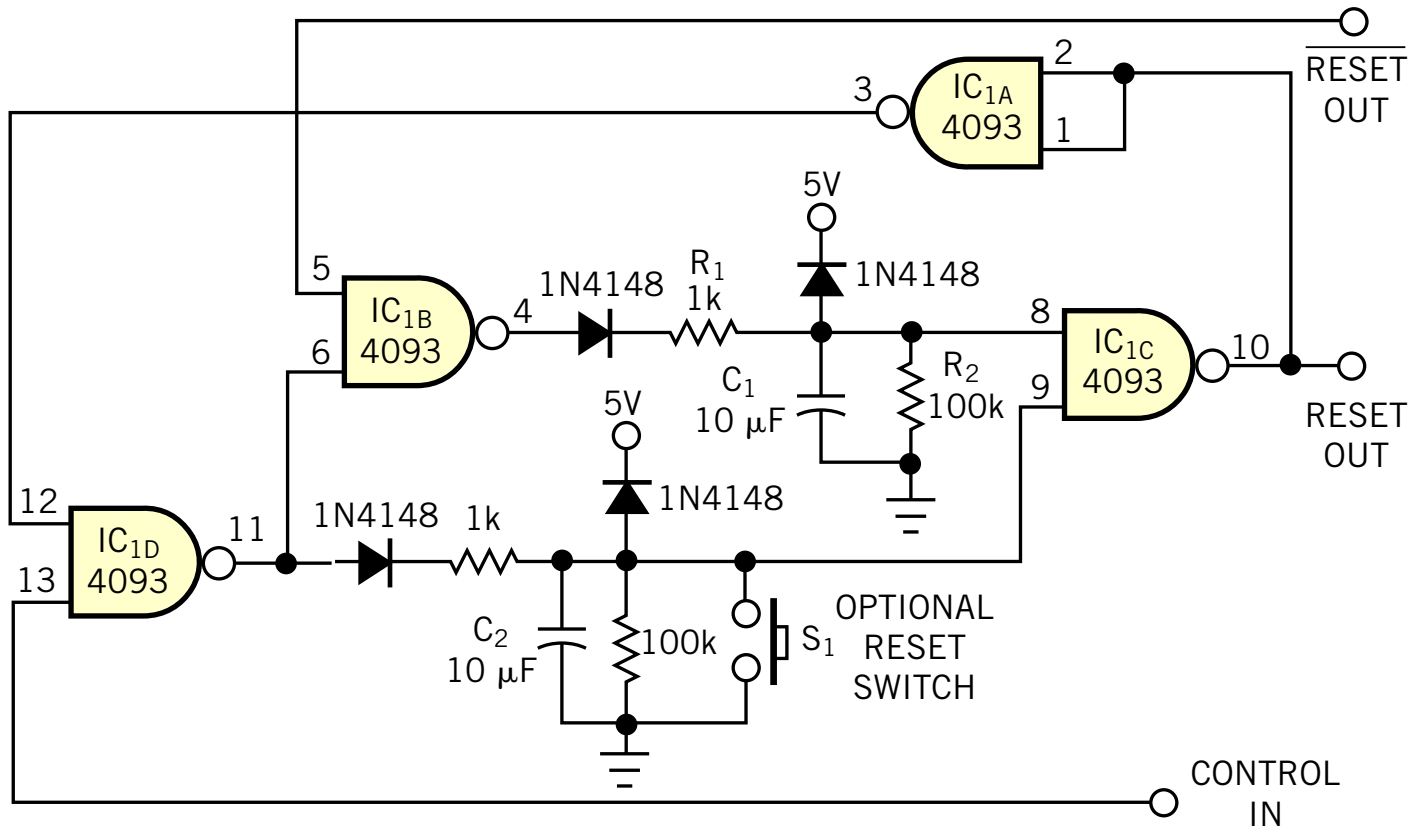 RESET
OUT
2
3
IC1A
4093
1
5V
5
1N4148
R1
1k
1N4148
IC1B
4093
4
6
8
IC1C
4093
10
9
C1
10 μF
R2
100k
5V
RESET
OUT
12
1N4148
1k
1N4148
11
IC1D
4093
13
C2
10 μF
100k
S1
OPTIONAL
RESET
SWITCH
CONTROL
IN